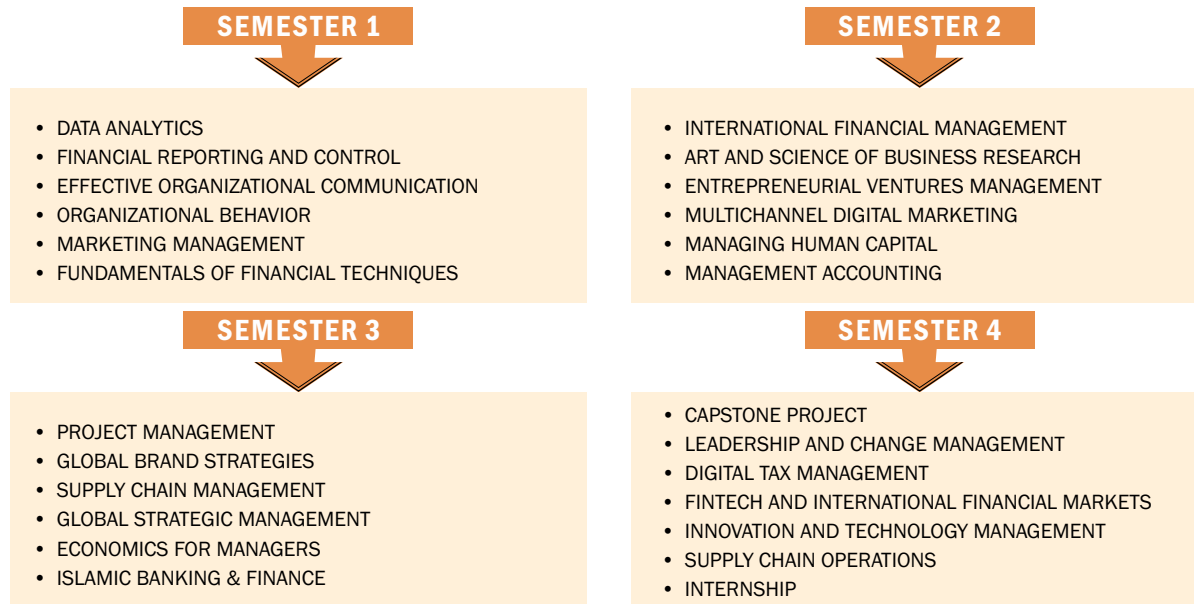 SEMESTER 1
• DATA ANALYTICS
• FINANCIAL REPORTING AND CONTROL
• EFFECTIVE ORGANIZATIONAL COMMUNICATION
• ORGANIZATIONAL BEHAVIOR
• MARKETING MANAGEMENT
• FUNDAMENTALS OF FINANCIAL TECHNIQUES
SEMESTER 2
• INTERNATIONAL FINANCIAL MANAGEMENT
• ART AND SCIENCE OF BUSINESS RESEARCH
• ENTREPRENEURIAL VENTURES MANAGEMENT
• MULTICHANNEL DIGITAL MARKETING
• MANAGING HUMAN CAPITAL
• MANAGEMENT ACCOUNTING
SEMESTER 3
• PROJECT MANAGEMENT
• GLOBAL BRAND STRATEGIES
• SUPPLY CHAIN MANAGEMENT
• GLOBAL STRATEGIC MANAGEMENT
• ECONOMICS FOR MANAGERS
• ISLAMIC BANKING & FINANCE
SEMESTER 4
• CAPSTONE PROJECT
• LEADERSHIP AND CHANGE MANAGEMENT
• DIGITAL TAX MANAGEMENT
• FINTECH AND INTERNATIONAL FINANCIAL MARKETS
• INNOVATION AND TECHNOLOGY MANAGEMENT
• SUPPLY CHAIN OPERATIONS
• INTERNSHIP